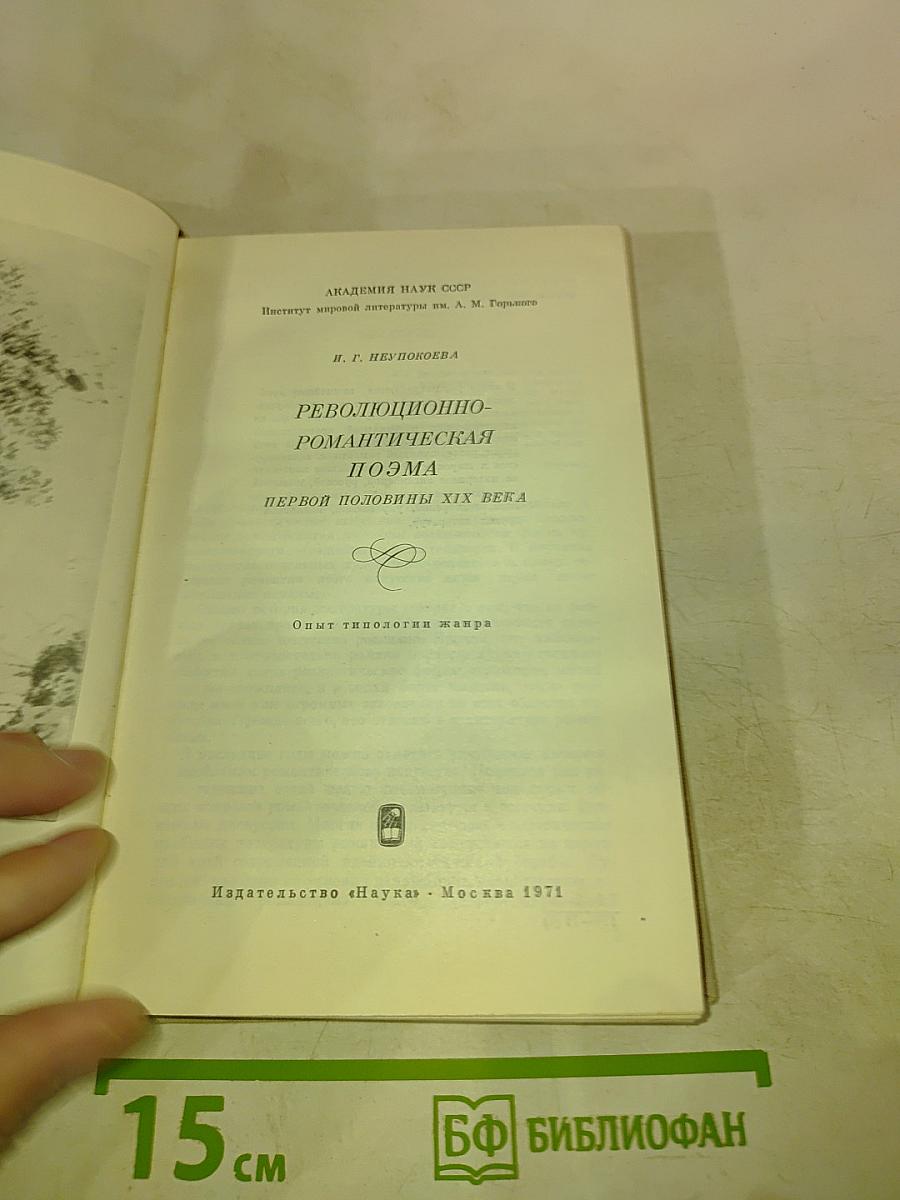 АКАДЕМИЯ НАУК СССР
Институт мировой литературы им. А. М. Горького
И. Г. НЕУПОКОЕВА
РЕВОЛЮЦИОННО-
РОМАНТИЧЕСКАЯ
ПОЭМА
ПЕРВОЙ ПОЛОВИНЫ XIX ВЕКА
Опыт типологии жанра
Издательство «Наука» · Москва 1971
15 см
БФ БИБЛИОФАН